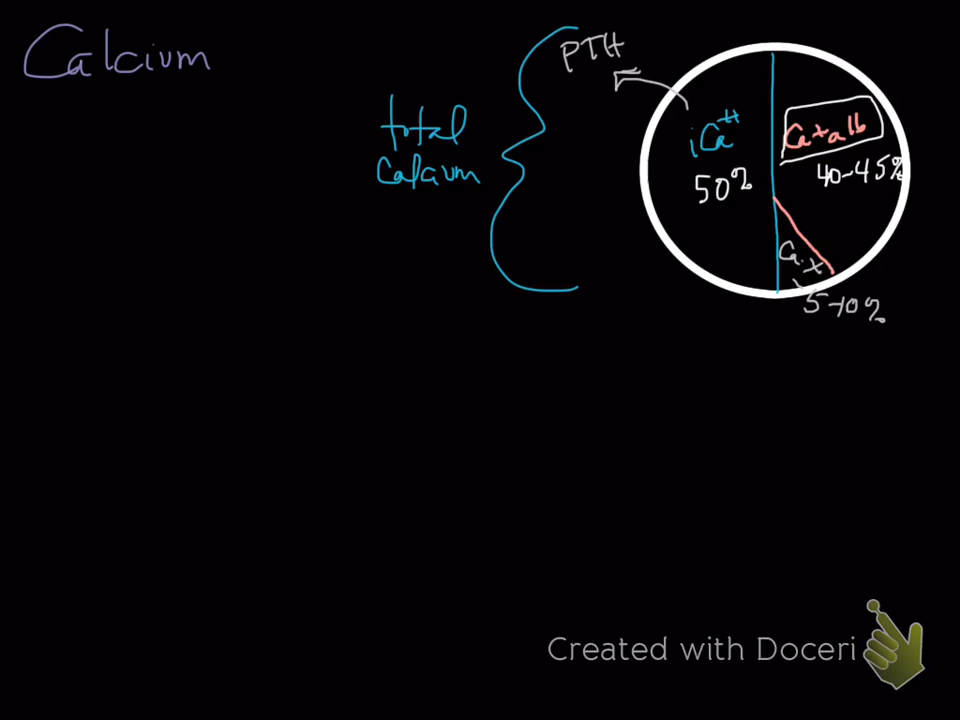 Calcium
total
calcium
PTH
iCa++
50%
Ca + alb
40-45%
Ca.x
5-10%
Created with Doceri